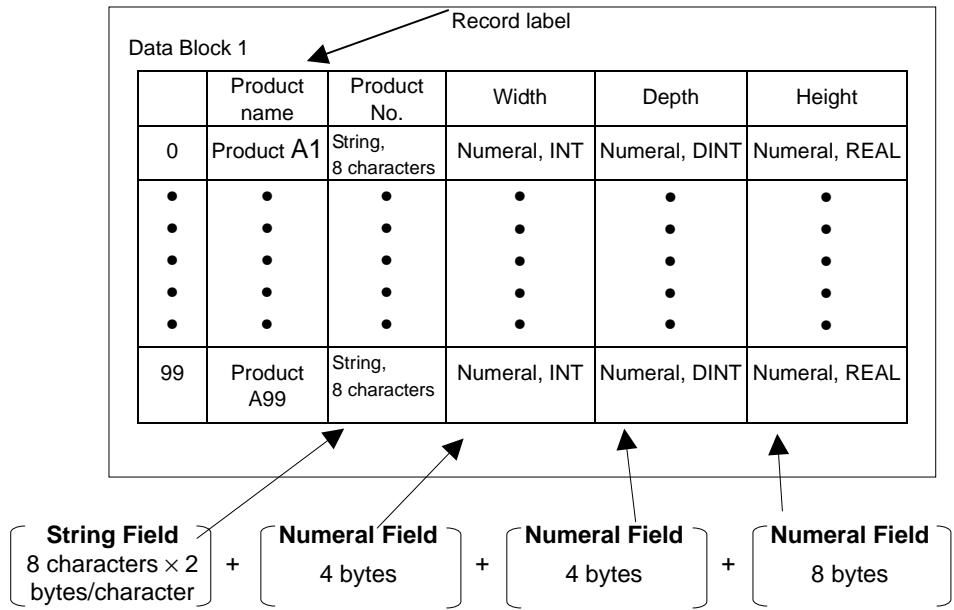 Record label
Data Block 1
Product name Product No. Width Depth Height
0 Product A1 String, 8 characters Numeral, INT Numeral, DINT Numeral, REAL
99 Product A99 String, 8 characters Numeral, INT Numeral, DINT Numeral, REAL
String Field Numeral Field Numeral Field Numeral Field
8 characters × 2 bytes/character + 4 bytes + 4 bytes + 8 bytes